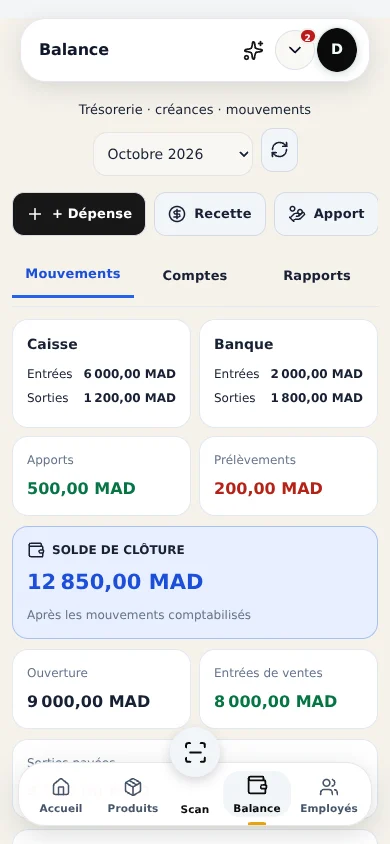 Balance
2
D
Trésorerie · créances · mouvements
Octobre 2026
+ Dépense
Recette
Apport
Mouvements
Comptes
Rapports
Caisse
Entrées 6 000,00 MAD
Sorties 1 200,00 MAD
Banque
Entrées 2 000,00 MAD
Sorties 1 800,00 MAD
Apports
500,00 MAD
Prélèvements
200,00 MAD
SOLDE DE CLÔTURE
12 850,00 MAD
Après les mouvements comptabilisés
Ouverture
9 000,00 MAD
Entrées de ventes
8 000,00 MAD
Sorties payées
Accueil
Produits
Scan
Balance
Employés